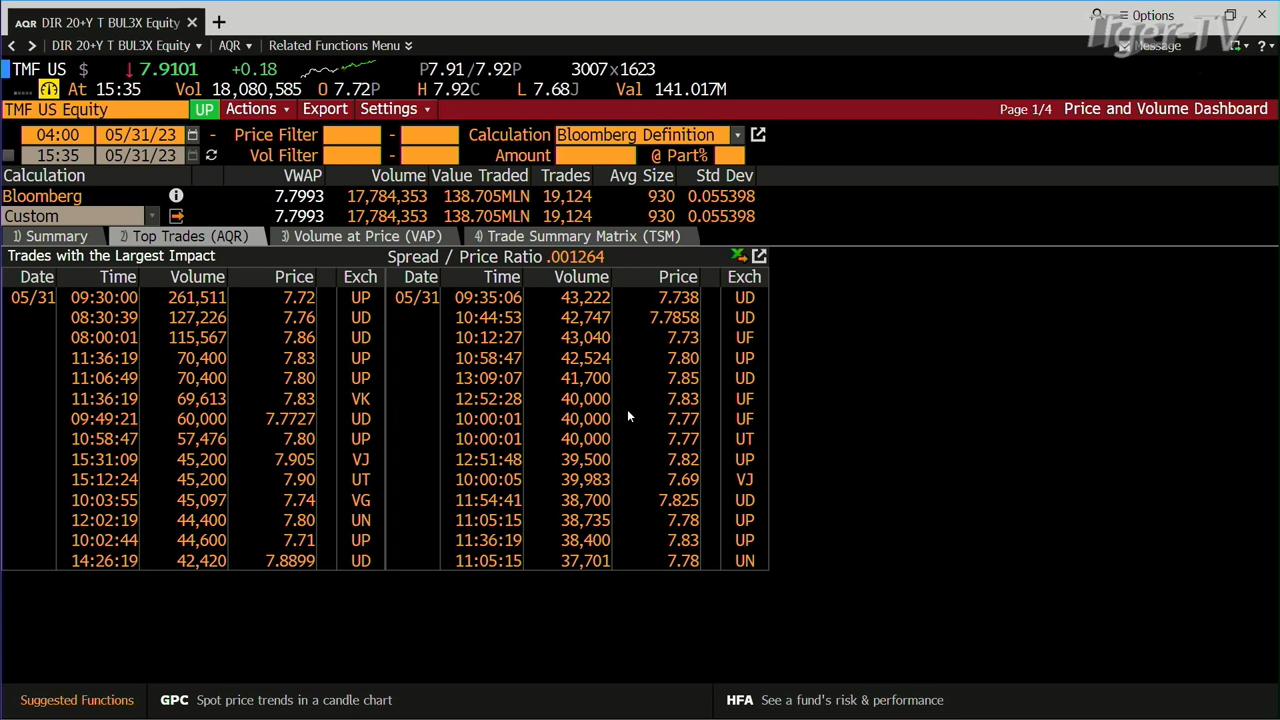 AQR DIR 20+Y T BUL3X Equity × +
Options
Tiger-TV
DIR 20+Y T BUL3X Equity AQR Related Functions Menu Message ?
TMF US $ ↓7.9101 +0.18 P7.91/7.92P 3007x1623
At 15:35 Vol 18,080,585 O 7.72P H 7.92C L 7.68J Val 141.017M
TMF US Equity UP Actions Export Settings Page 1/4 Price and Volume Dashboard
04:00 05/31/23 - Price Filter - Calculation Bloomberg Definition
15:35 05/31/23 Vol Filter - Amount @ Part%
Calculation VWAP Volume Value Traded Trades Avg Size Std Dev
Bloomberg 7.7993 17,784,353 138.705MLN 19,124 930 0.055398
Custom 7.7993 17,784,353 138.705MLN 19,124 930 0.055398
1) Summary 2) Top Trades (AQR) 3) Volume at Price (VAP) 4) Trade Summary Matrix (TSM)
Trades with the Largest Impact Spread / Price Ratio .001264
Date Time Volume Price Exch Date Time Volume Price Exch
05/31 09:30:00 261,511 7.72 UP 05/31 09:35:06 43,222 7.738 UD
08:30:39 127,226 7.76 UD 10:44:53 42,747 7.7858 UD
08:00:01 115,567 7.86 UD 10:12:27 43,040 7.73 UF
11:36:19 70,400 7.83 UP 10:58:47 42,524 7.80 UP
11:06:49 70,400 7.80 UP 13:09:07 41,700 7.85 UD
11:36:19 69,613 7.83 VK 12:52:28 40,000 7.83 UF
09:49:21 60,000 7.7727 UD 10:00:01 40,000 7.77 UF
10:58:47 57,476 7.80 UP 10:00:01 40,000 7.77 UT
15:31:09 45,200 7.905 VJ 12:51:48 39,500 7.82 UP
15:12:24 45,200 7.90 UT 10:00:05 39,983 7.69 VJ
10:03:55 45,097 7.74 VG 11:54:41 38,700 7.825 UD
12:02:19 44,400 7.80 UN 11:05:15 38,735 7.78 UP
10:02:44 44,600 7.71 UP 11:36:19 38,400 7.83 UP
14:26:19 42,420 7.8899 UD 11:05:15 37,701 7.78 UN
Suggested Functions GPC Spot price trends in a candle chart HFA See a fund's risk & performance